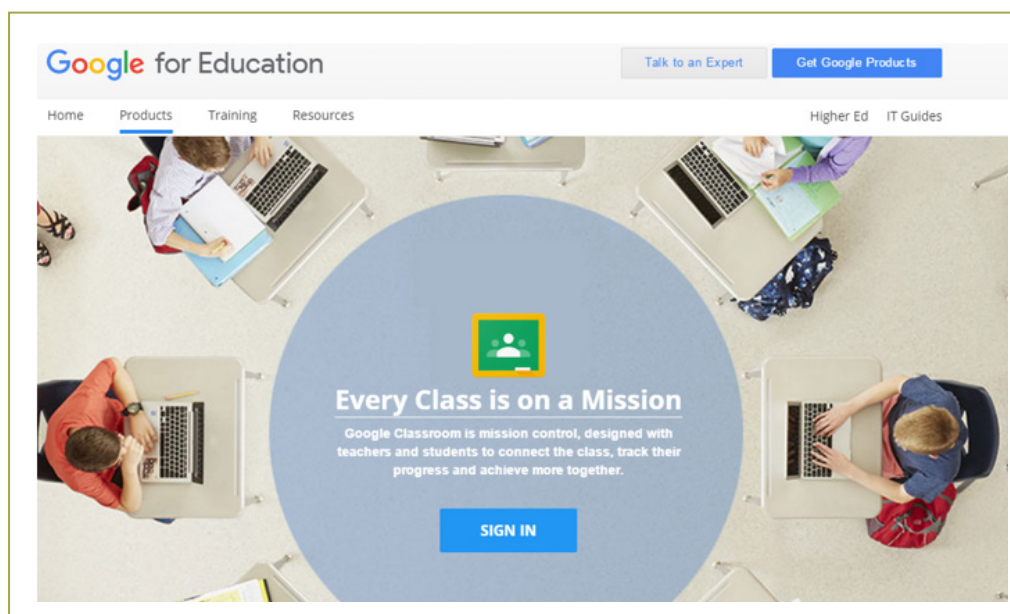 Google for Education
Talk to an Expert
Get Google Products
Home Products Training Resources
Higher Ed IT Guides
Every Class is on a Mission
Google Classroom is mission control, designed with
teachers and students to connect the class, track their
progress and achieve more together.
SIGN IN